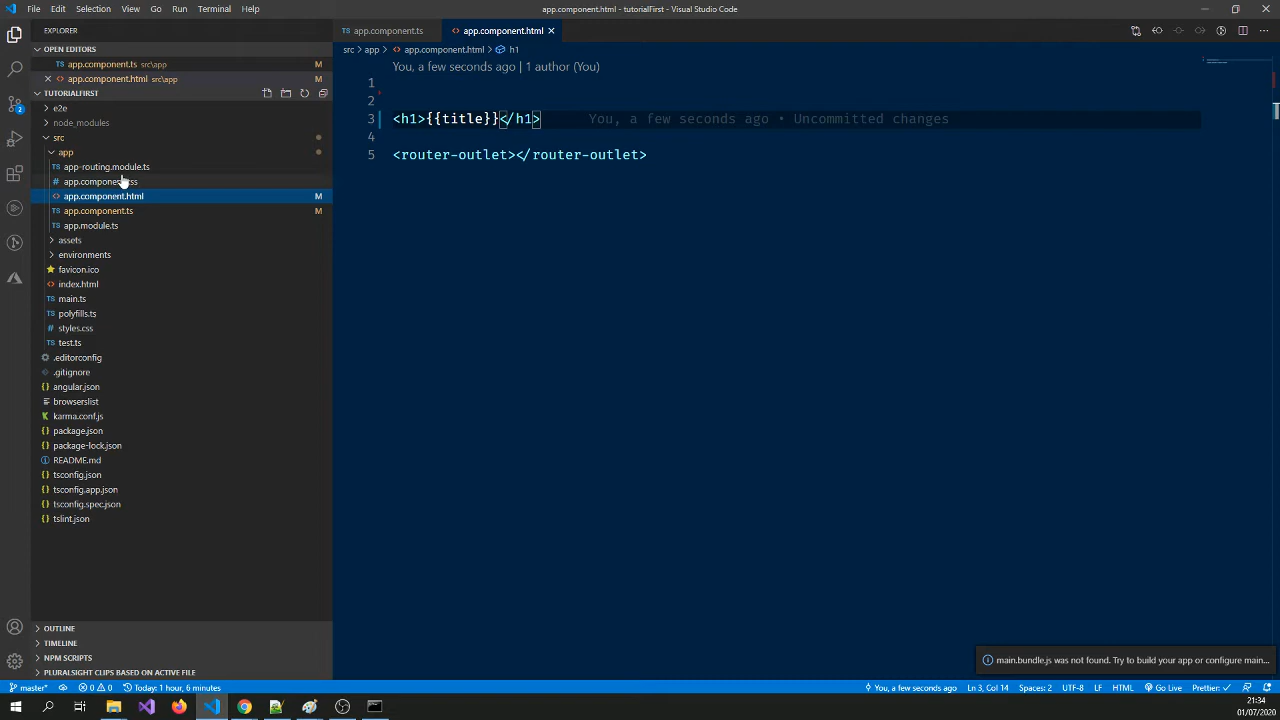 File Edit Selection View Go Run Terminal Help
app.component.html - tutorialFirst - Visual Studio Code
EXPLORER
OPEN EDITORS
app.component.ts src\app M
app.component.html src\app M
TUTORIALFIRST
e2e
node_modules
src
app
app-routing.module.ts
app.component.css
app.component.html M
app.component.ts M
app.module.ts
assets
environments
favicon.ico
index.html
main.ts
polyfills.ts
styles.css
test.ts
.editorconfig
.gitignore
angular.json
browserslist
karma.conf.js
package.json
package-lock.json
README.md
tsconfig.json
tsconfig.app.json
tsconfig.spec.json
tslint.json
OUTLINE
TIMELINE
NPM SCRIPTS
PLURALSIGHT CLIPS BASED ON ACTIVE FILE
app.component.ts app.component.html
src > app > app.component.html > h1
You, a few seconds ago | 1 author (You)
1
2
3 <h1>{{title}}</h1> You, a few seconds ago • Uncommitted changes
4
5 <router-outlet></router-outlet>
main.bundle.js was not found. Try to build your app or configure main...
master* 0 0 Today: 1 hour, 6 minutes You, a few seconds ago Ln 3, Col 14 Spaces: 2 UTF-8 LF HTML Go Live Prettier: ✓
21:34
01/07/2020